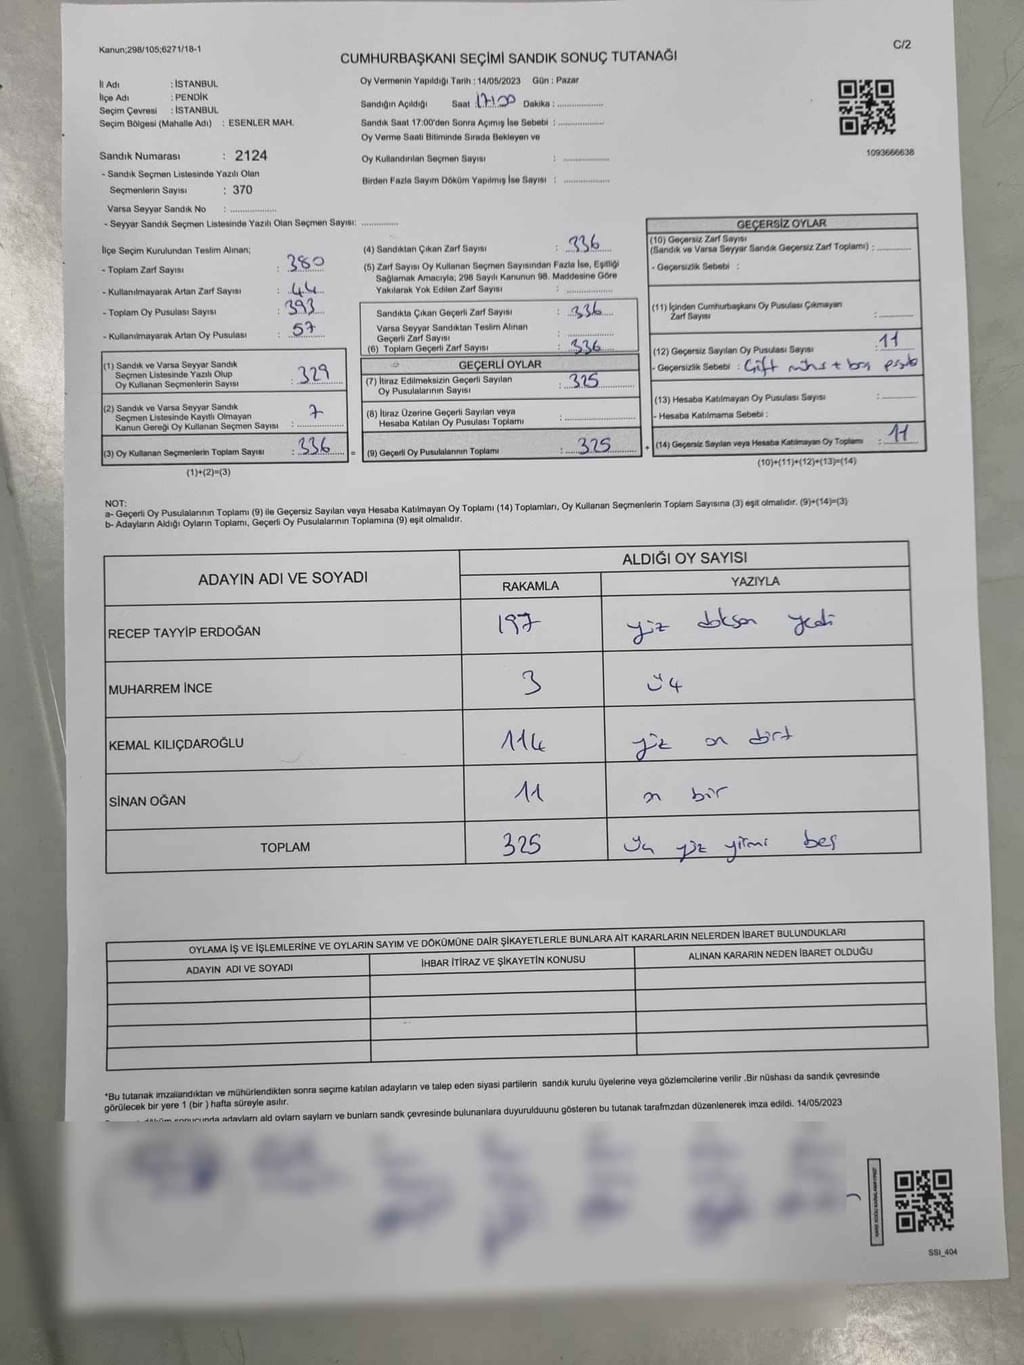 Kanun;298/105;6271/18-1
C/2
CUMHURBAŞKANI SEÇİMİ SANDIK SONUÇ TUTANAĞI
İl Adı : İSTANBUL
İlçe Adı : PENDİK
Seçim Çevresi : İSTANBUL
Seçim Bölgesi (Mahalle Adı) : ESENLER MAH.
Oy Vermenin Yapıldığı Tarih : 14/05/2023 Gün : Pazar
Sandığın Açıldığı Saat 17:00 Dakika : ................
Sandık Saat 17:00'den Sonra Açımış İse Sebebi : ................
Oy Verme Saati Bitiminde Sırada Bekleyen ve
Oy Kullandırılan Seçmen Sayısı : ................
Birden Fazla Sayım Döküm Yapılmış İse Sayısı : ................
1093666638
Sandık Numarası : 2124
- Sandık Seçmen Listesinde Yazılı Olan
Seçmenlerin Sayısı : 370
Varsa Seyyar Sandık No : ................
- Seyyar Sandık Seçmen Listesinde Yazılı Olan Seçmen Sayısı: ............
İlçe Seçim Kurulundan Teslim Alınan;
- Toplam Zarf Sayısı : 380
- Kullanılmayarak Artan Zarf Sayısı : 44
- Toplam Oy Pusulası Sayısı : 393
- Kullanılmayarak Artan Oy Pusulası : 57
(1) Sandık ve Varsa Seyyar Sandık
Seçmen Listesinde Yazılı Olup
Oy Kullanan Seçmenlerin Sayısı : 329
(2) Sandık ve Varsa Seyyar Sandık
Seçmen Listesinde Kayıtlı Olmayan
Kanun Gereği Oy Kullanan Seçmen Sayısı : 7
(3) Oy Kullanan Seçmenlerin Toplam Sayısı : 336 =
(1)+(2)=(3)
(4) Sandıktan Çıkan Zarf Sayısı : 336
(5) Zarf Sayısı Oy Kullanan Seçmen Sayısından Fazla İse, Eşitliği
Sağlamak Amacıyla; 298 Sayılı Kanunun 98. Maddesine Göre
Yakılarak Yok Edilen Zarf Sayısı : ................
Sandıkta Çıkan Geçerli Zarf Sayısı : 336
Varsa Seyyar Sandıktan Teslim Alınan
Geçerli Zarf Sayısı : ................
(6) Toplam Geçerli Zarf Sayısı : 336
GEÇERLİ OYLAR
(7) İtiraz Edilmeksizin Geçerli Sayılan
Oy Pusulalarının Sayısı : 325
(8) İtiraz Üzerine Geçerli Sayılan veya
Hesaba Katılan Oy Pusulası Toplamı : ................
(9) Geçerli Oy Pusulalarının Toplamı : 325 +
GEÇERSİZ OYLAR
(10) Geçersiz Zarf Sayısı
(Sandık ve Varsa Seyyar Sandık Geçersiz Zarf Toplamı) : ............
- Geçersizlik Sebebi :
(11) İçinden Cumhurbaşkanı Oy Pusulası Çıkmayan
Zarf Sayısı : ............
(12) Geçersiz Sayılan Oy Pusulası Sayısı : 11
- Geçersizlik Sebebi : Çift mühür + boş pusula
(13) Hesaba Katılmayan Oy Pusulası Sayısı : ............
- Hesaba Katılmama Sebebi :
(14) Geçersiz Sayılan veya Hesaba Katılmayan Oy Toplamı : 11
(10)+(11)+(12)+(13)=(14)
NOT:
a- Geçerli Oy Pusulalarının Toplamı (9) ile Geçersiz Sayılan veya Hesaba Katılmayan Oy Toplamı (14) Toplamları, Oy Kullanan Seçmenlerin Toplam Sayısına (3) eşit olmalıdır. (9)+(14)=(3)
b- Adayların Aldığı Oyların Toplamı, Geçerli Oy Pusulalarının Toplamına (9) eşit olmalıdır.
ADAYIN ADI VE SOYADI ALDIĞI OY SAYISI
RAKAMLA YAZIYLA
RECEP TAYYİP ERDOĞAN 197 yüz doksan yedi
MUHARREM İNCE 3 üç
KEMAL KILIÇDAROĞLU 114 yüz on dört
SİNAN OĞAN 11 on bir
TOPLAM 325 üç yüz yirmi beş
OYLAMA İŞ VE İŞLEMLERİNE VE OYLARIN SAYIM VE DÖKÜMÜNE DAİR ŞİKAYETLERLE BUNLARA AİT KARARLARIN NELERDEN İBARET BULUNDUKLARI
ADAYIN ADI VE SOYADI İHBAR İTİRAZ VE ŞİKAYETİN KONUSU ALINAN KARARIN NEDEN İBARET OLDUĞU
*Bu tutanak imzalandıktan ve mühürlendikten sonra seçime katılan adayların ve talep eden siyasi partilerin sandık kurulu üyelerine veya gözlemcilerine verilir .Bir nüshası da sandık çevresinde
görülecek bir yere 1 (bir ) hafta süreyle asılır.
sonucunda adayların ald oyların sayları ve bunların sandk çevresinde bulunanlara duyurulduunu gösteren bu tutanak tarafmzdan düzenlenerek imza edildi. 14/05/2023
SSI_404